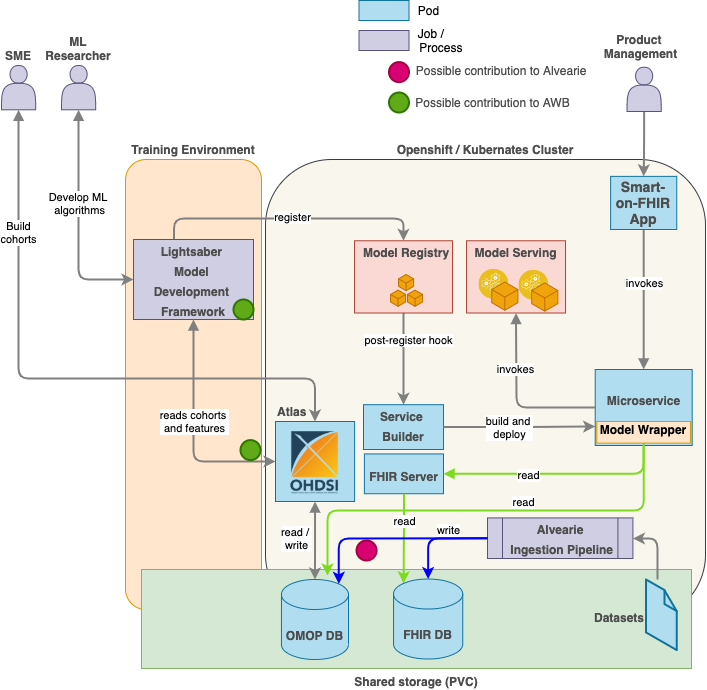 Pod
Job /
Process
Possible contribution to Alvearie
Possible contribution to AWB
SME
ML
Researcher
Product
Management
Training Environment
Openshift / Kubernates Cluster
Build
cohorts
Develop ML
algorithms
register
Lightsaber
Model
Development
Framework
Model Registry
Model Serving
Smart-
on-FHIR
App
invokes
post-register hook
invokes
reads cohorts
and features
Atlas
OHDSI
Service
Builder
build and
deploy
Microservice
Model Wrapper
FHIR Server
read
read
read /
write
read
write
Alvearie
Ingestion Pipeline
OMOP DB
FHIR DB
Datasets
Shared storage (PVC)